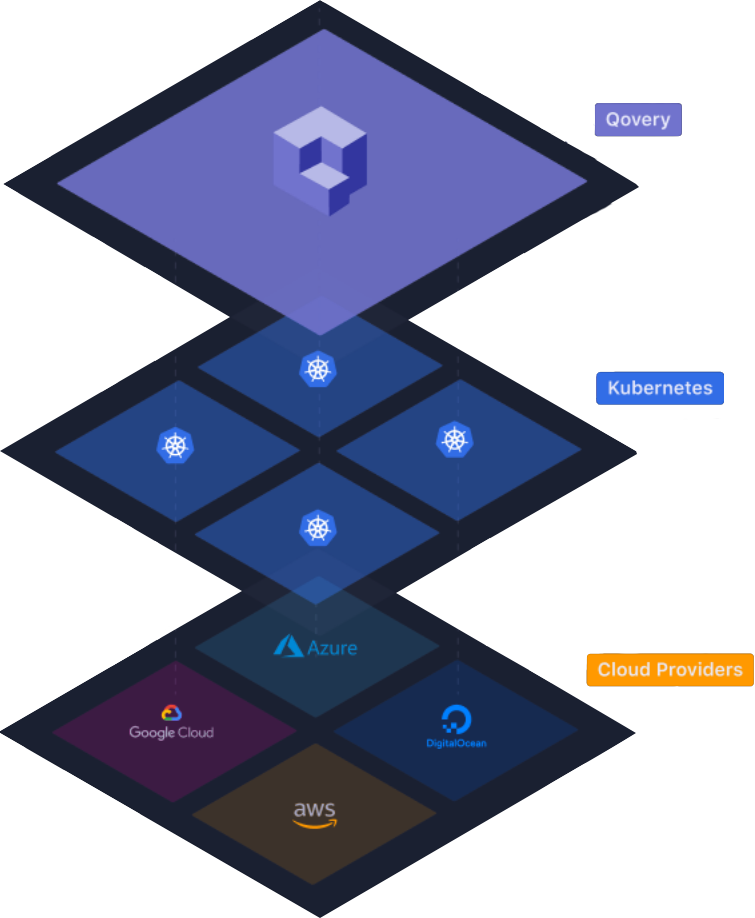 Qovery
Kubernetes
Cloud Providers
Azure
Google Cloud
DigitalOcean
aws